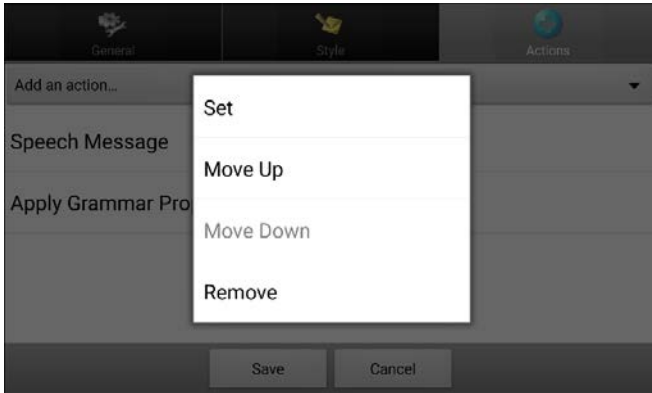 General
Style
Actions
Add an action...
Speech Message
Apply Grammar Pro
Set
Move Up
Move Down
Remove
Save
Cancel